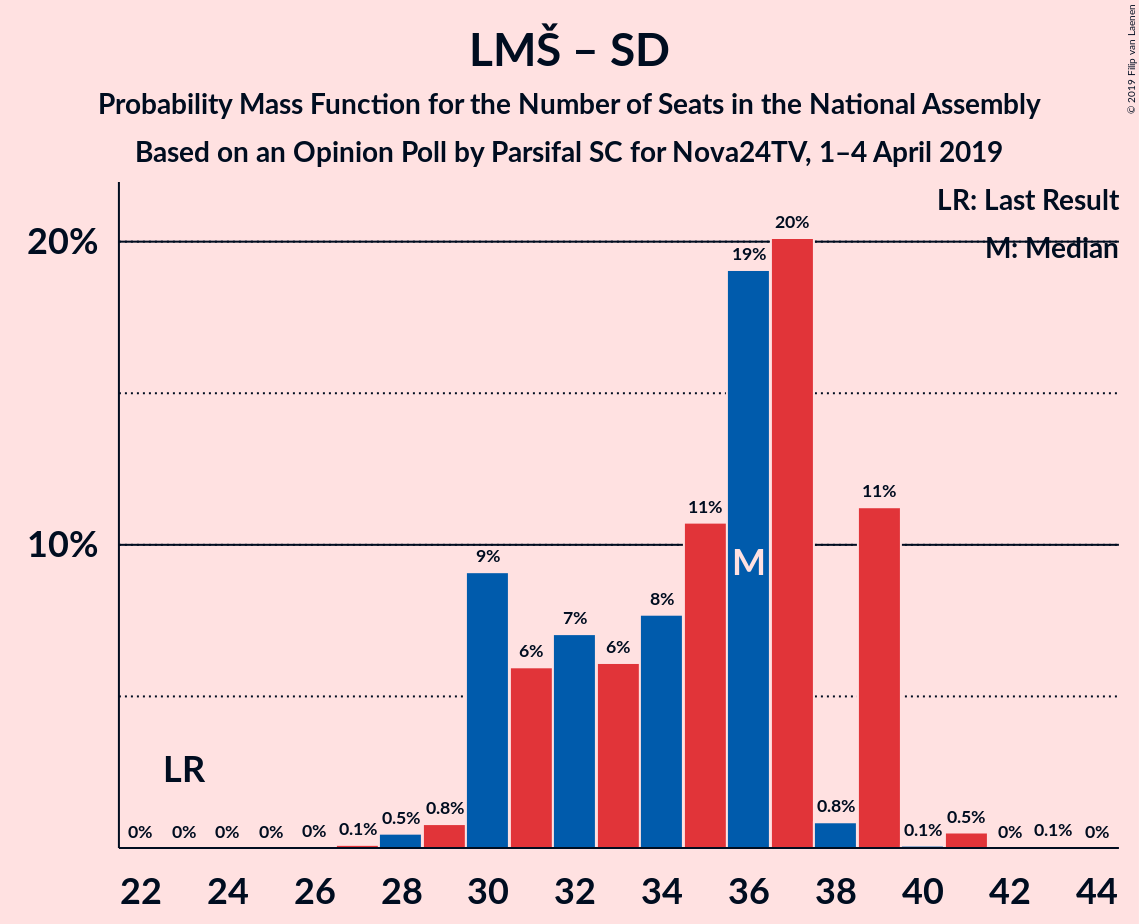 LMŠ – SD
Probability Mass Function for the Number of Seats in the National Assembly
Based on an Opinion Poll by Parsifal SC for Nova24TV, 1–4 April 2019
© 2019 Filip van Laenen
LR: Last Result
M: Median
20%
10%
0% 0% 0% 0% 0% 0.1% 0.5% 0.8% 9% 6% 7% 6% 8% 11% 19% 20% 0.8% 11% 0.1% 0.5% 0% 0.1% 0%
LR
M
22 24 26 28 30 32 34 36 38 40 42 44